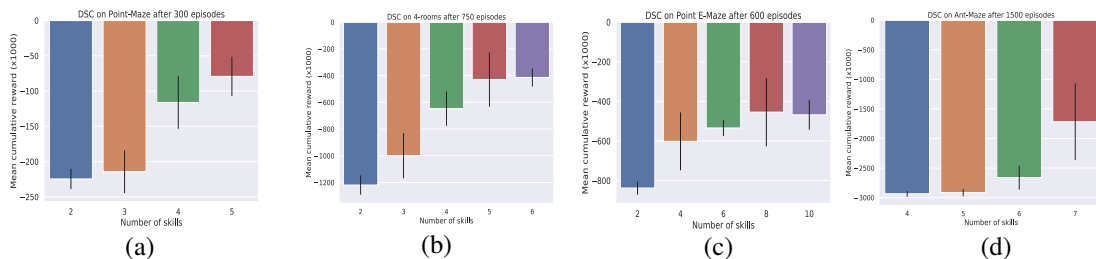 DSC on Point-Maze after 300 episodes
Mean cumulative reward (x1000)
0
−50
−100
−150
−200
−250
2 3 4 5
Number of skills
(a)
DSC on 4-rooms after 750 episodes
Mean cumulative reward (x1000)
0
−200
−400
−600
−800
−1000
−1200
2 3 4 5 6
Number of skills
(b)
DSC on Point E-Maze after 600 episodes
Mean cumulative reward (x1000)
0
−200
−400
−600
−800
2 4 6 8 10
Number of skills
(c)
DSC on Ant-Maze after 1500 episodes
Mean cumulative reward (x1000)
0
−500
−1000
−1500
−2000
−2500
−3000
4 5 6 7
Number of skills
(d)